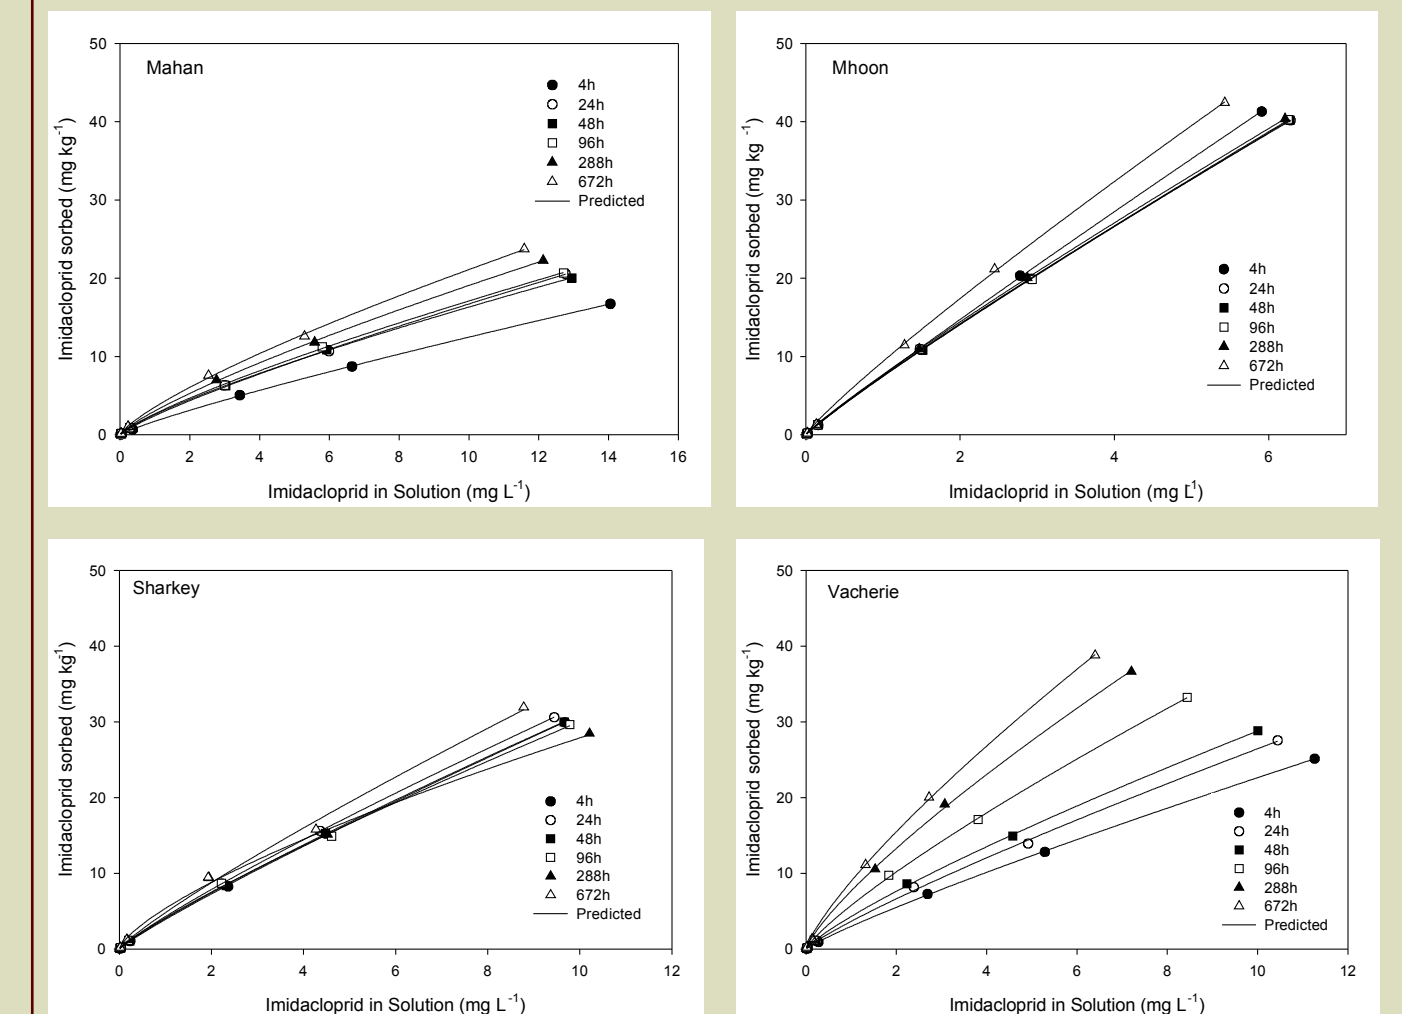 Mahan
50
40
30
20
10
0
Imidacloprid sorbed (mg kg⁻¹)
4h
24h
48h
96h
288h
672h
Predicted
0 2 4 6 8 10 12 14 16
Imidacloprid in Solution (mg L⁻¹)
Mhoon
50
40
30
20
10
0
Imidacloprid sorbed (mg kg⁻¹)
4h
24h
48h
96h
288h
672h
Predicted
0 2 4 6
Imidacloprid in Solution (mg L¹)
Sharkey
50
40
30
20
10
0
Imidacloprid sorbed (mg kg⁻¹)
4h
24h
48h
96h
288h
672h
Predicted
0 2 4 6 8 10 12
Imidacloprid in Solution (mg L⁻¹)
Vacherie
50
40
30
20
10
0
Imidacloprid sorbed (mg kg⁻¹)
4h
24h
48h
96h
288h
672h
Predicted
0 2 4 6 8 10 12
Imidacloprid in Solution (mg L⁻¹)